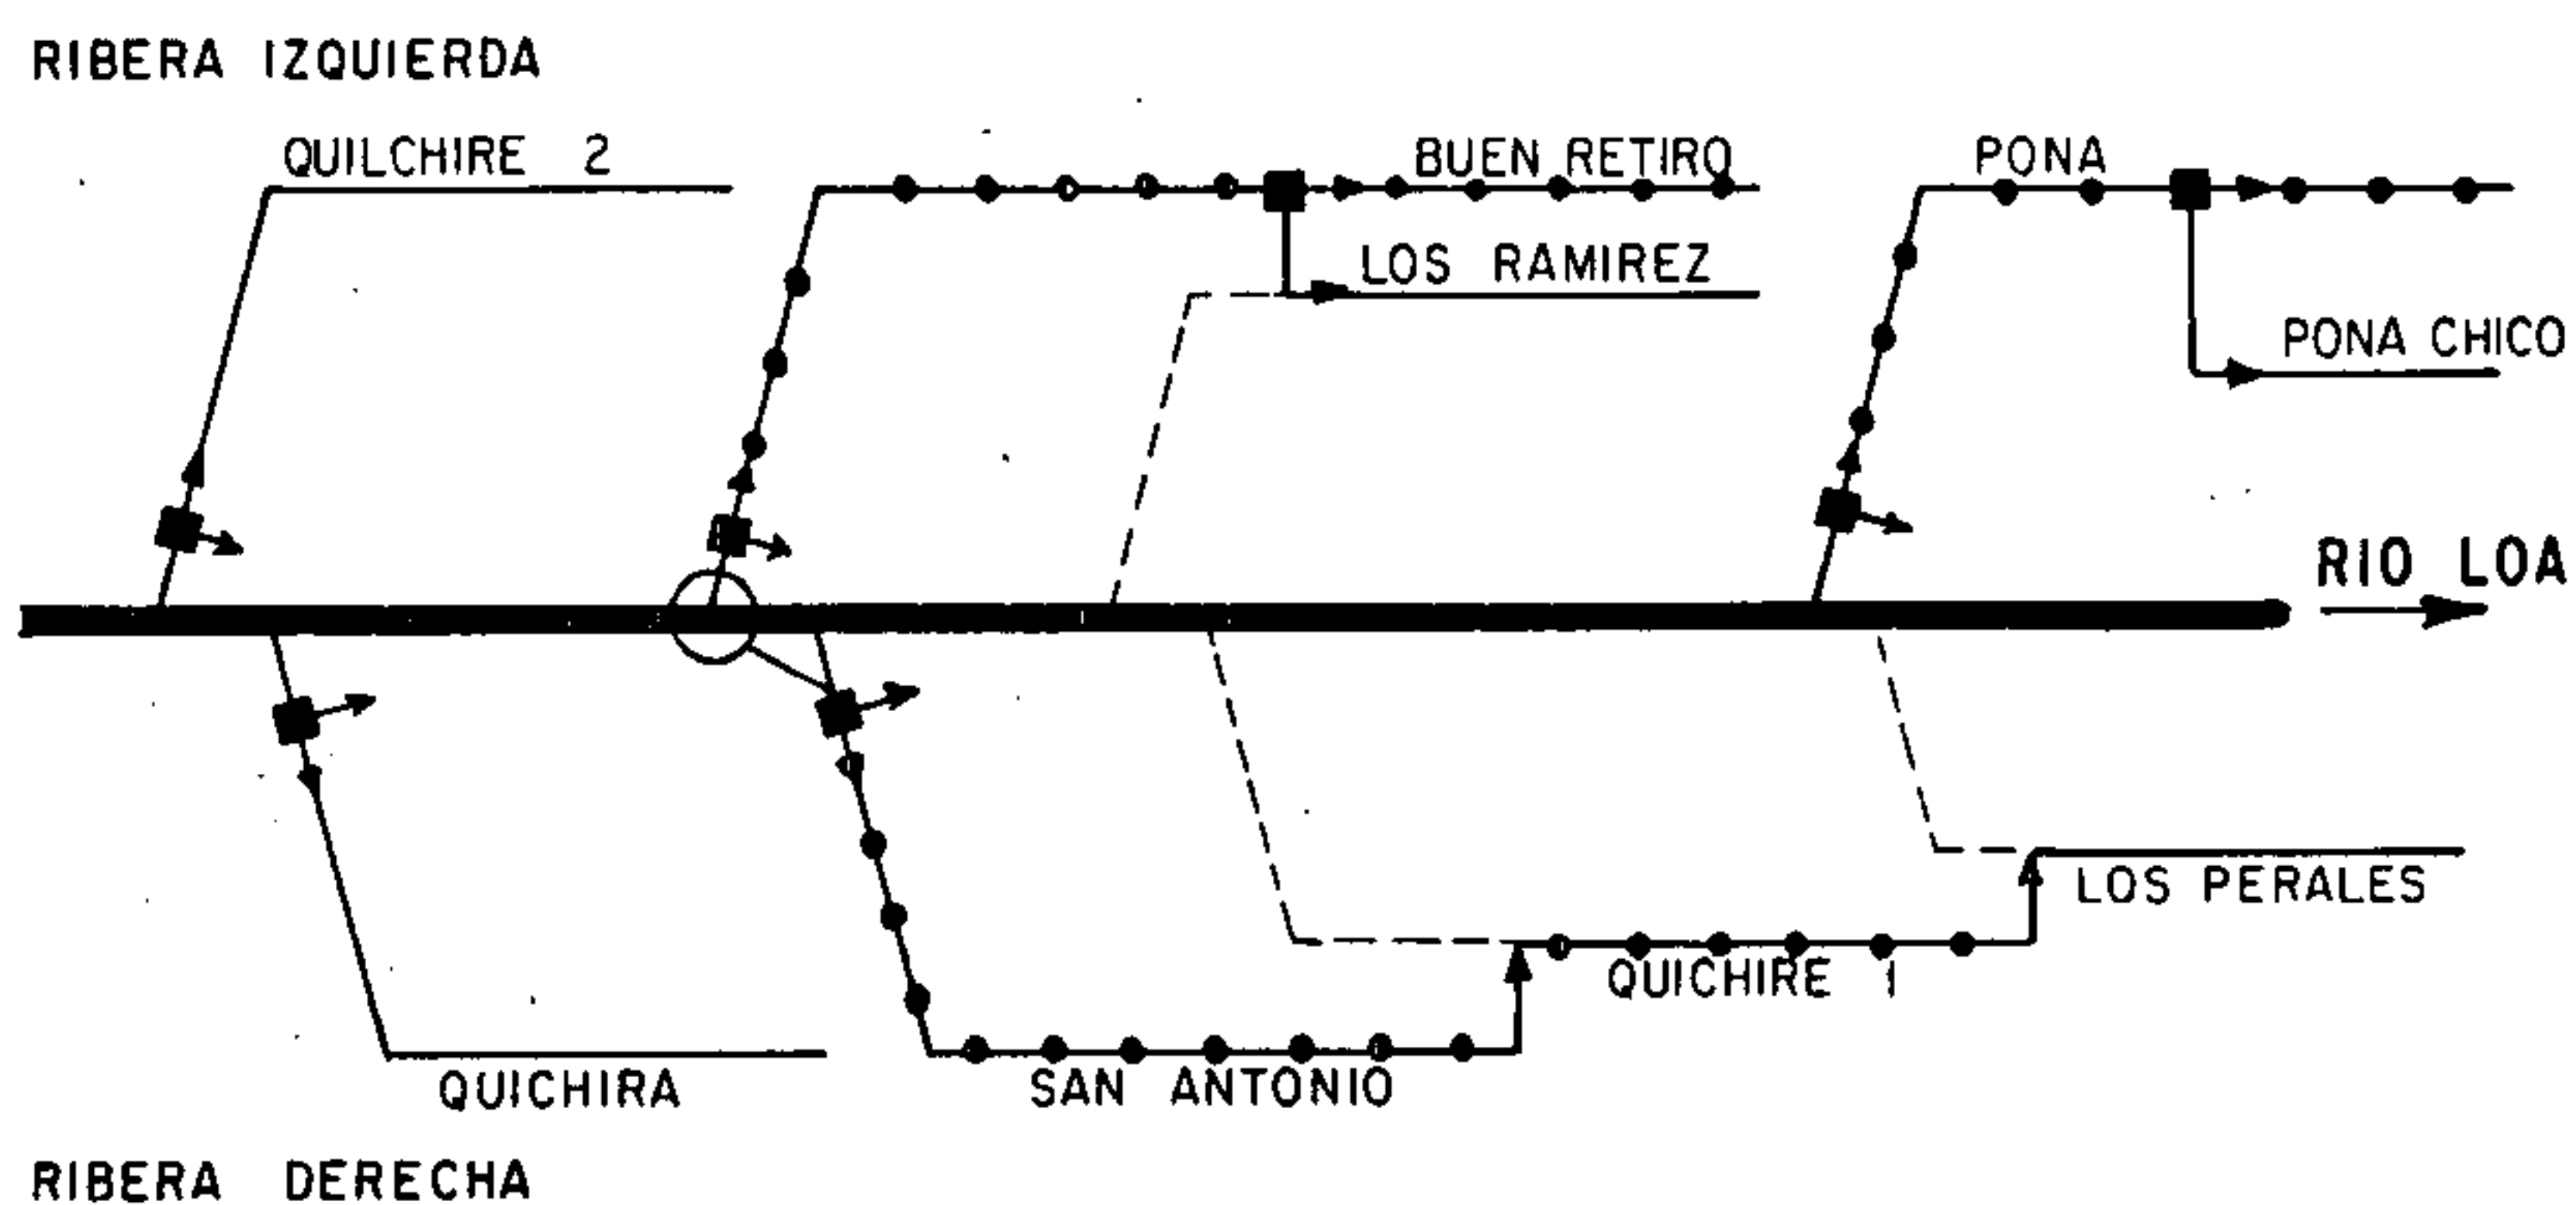 RIBERA IZQUIERDA
QUILCHIRE 2
BUEN RETIRO
PONA
LOS RAMIREZ
PONA CHICO
RIO LOA
LOS PERALES
QUICHIRE 1
QUICHIRA
SAN ANTONIO
RIBERA DERECHA